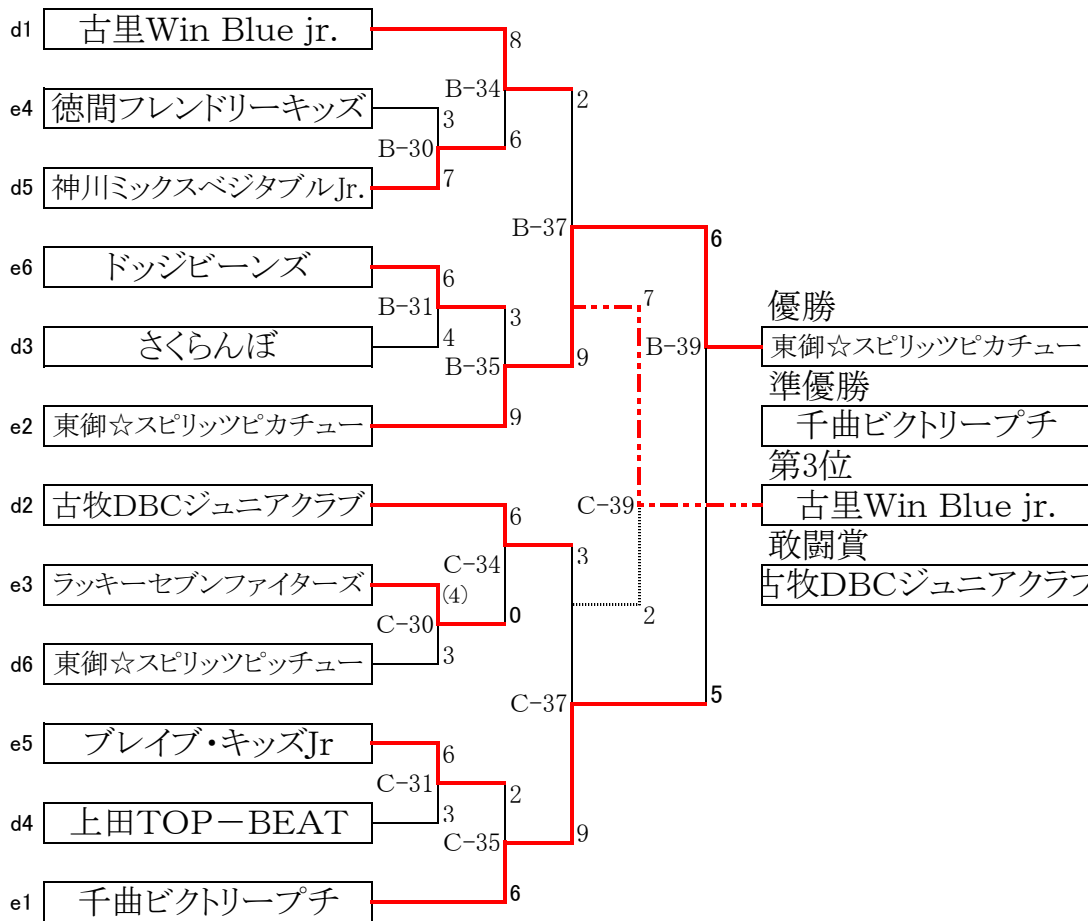 d1 古里Win Blue jr. 8
B-34 2
e4 徳間フレンドリーキッズ 3
B-30 6
d5 神川ミックスベジタブルJr. 7
B-37 6
e6 ドッジビーンズ 6
B-31 3 7
優勝
d3 さくらんぼ 4
B-39 東御☆スピリッツピカチュー
B-35 9
準優勝
e2 東御☆スピリッツピカチュー 9
千曲ビクトリープチ
第3位
d2 古牧DBCジュニアクラブ 6
C-39 古里Win Blue jr.
C-34 3
敢闘賞
e3 ラッキーセブンファイターズ (4)
古牧DBCジュニアクラブ
C-30 0 2
d6 東御☆スピリッツピッチュー 3
C-37 5
e5 ブレイブ・キッズJr 6
C-31 2
d4 上田TOP－BEAT 3
C-35 9
e1 千曲ビクトリープチ 6